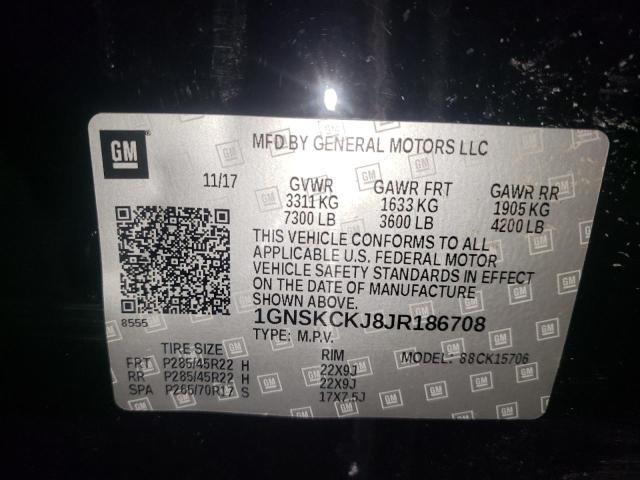 GM
MFD BY GENERAL MOTORS LLC
11/17
GVWR GAWR FRT GAWR RR
3311 KG 1633 KG 1905 KG
7300 LB 3600 LB 4200 LB
THIS VEHICLE CONFORMS TO ALL
APPLICABLE U.S. FEDERAL MOTOR
VEHICLE SAFETY STANDARDS IN EFFECT
ON THE DATE OF MANUFACTURE
SHOWN ABOVE.
8555
1GNSKCKJ8JR186708
TYPE: M.P.V.
TIRE SIZE RIM MODEL: 88CK15706
FRT P285/45R22 H 22X9J
RR P285/45R22 H 22X9J
SPA P265/70R17 S 17X7.5J